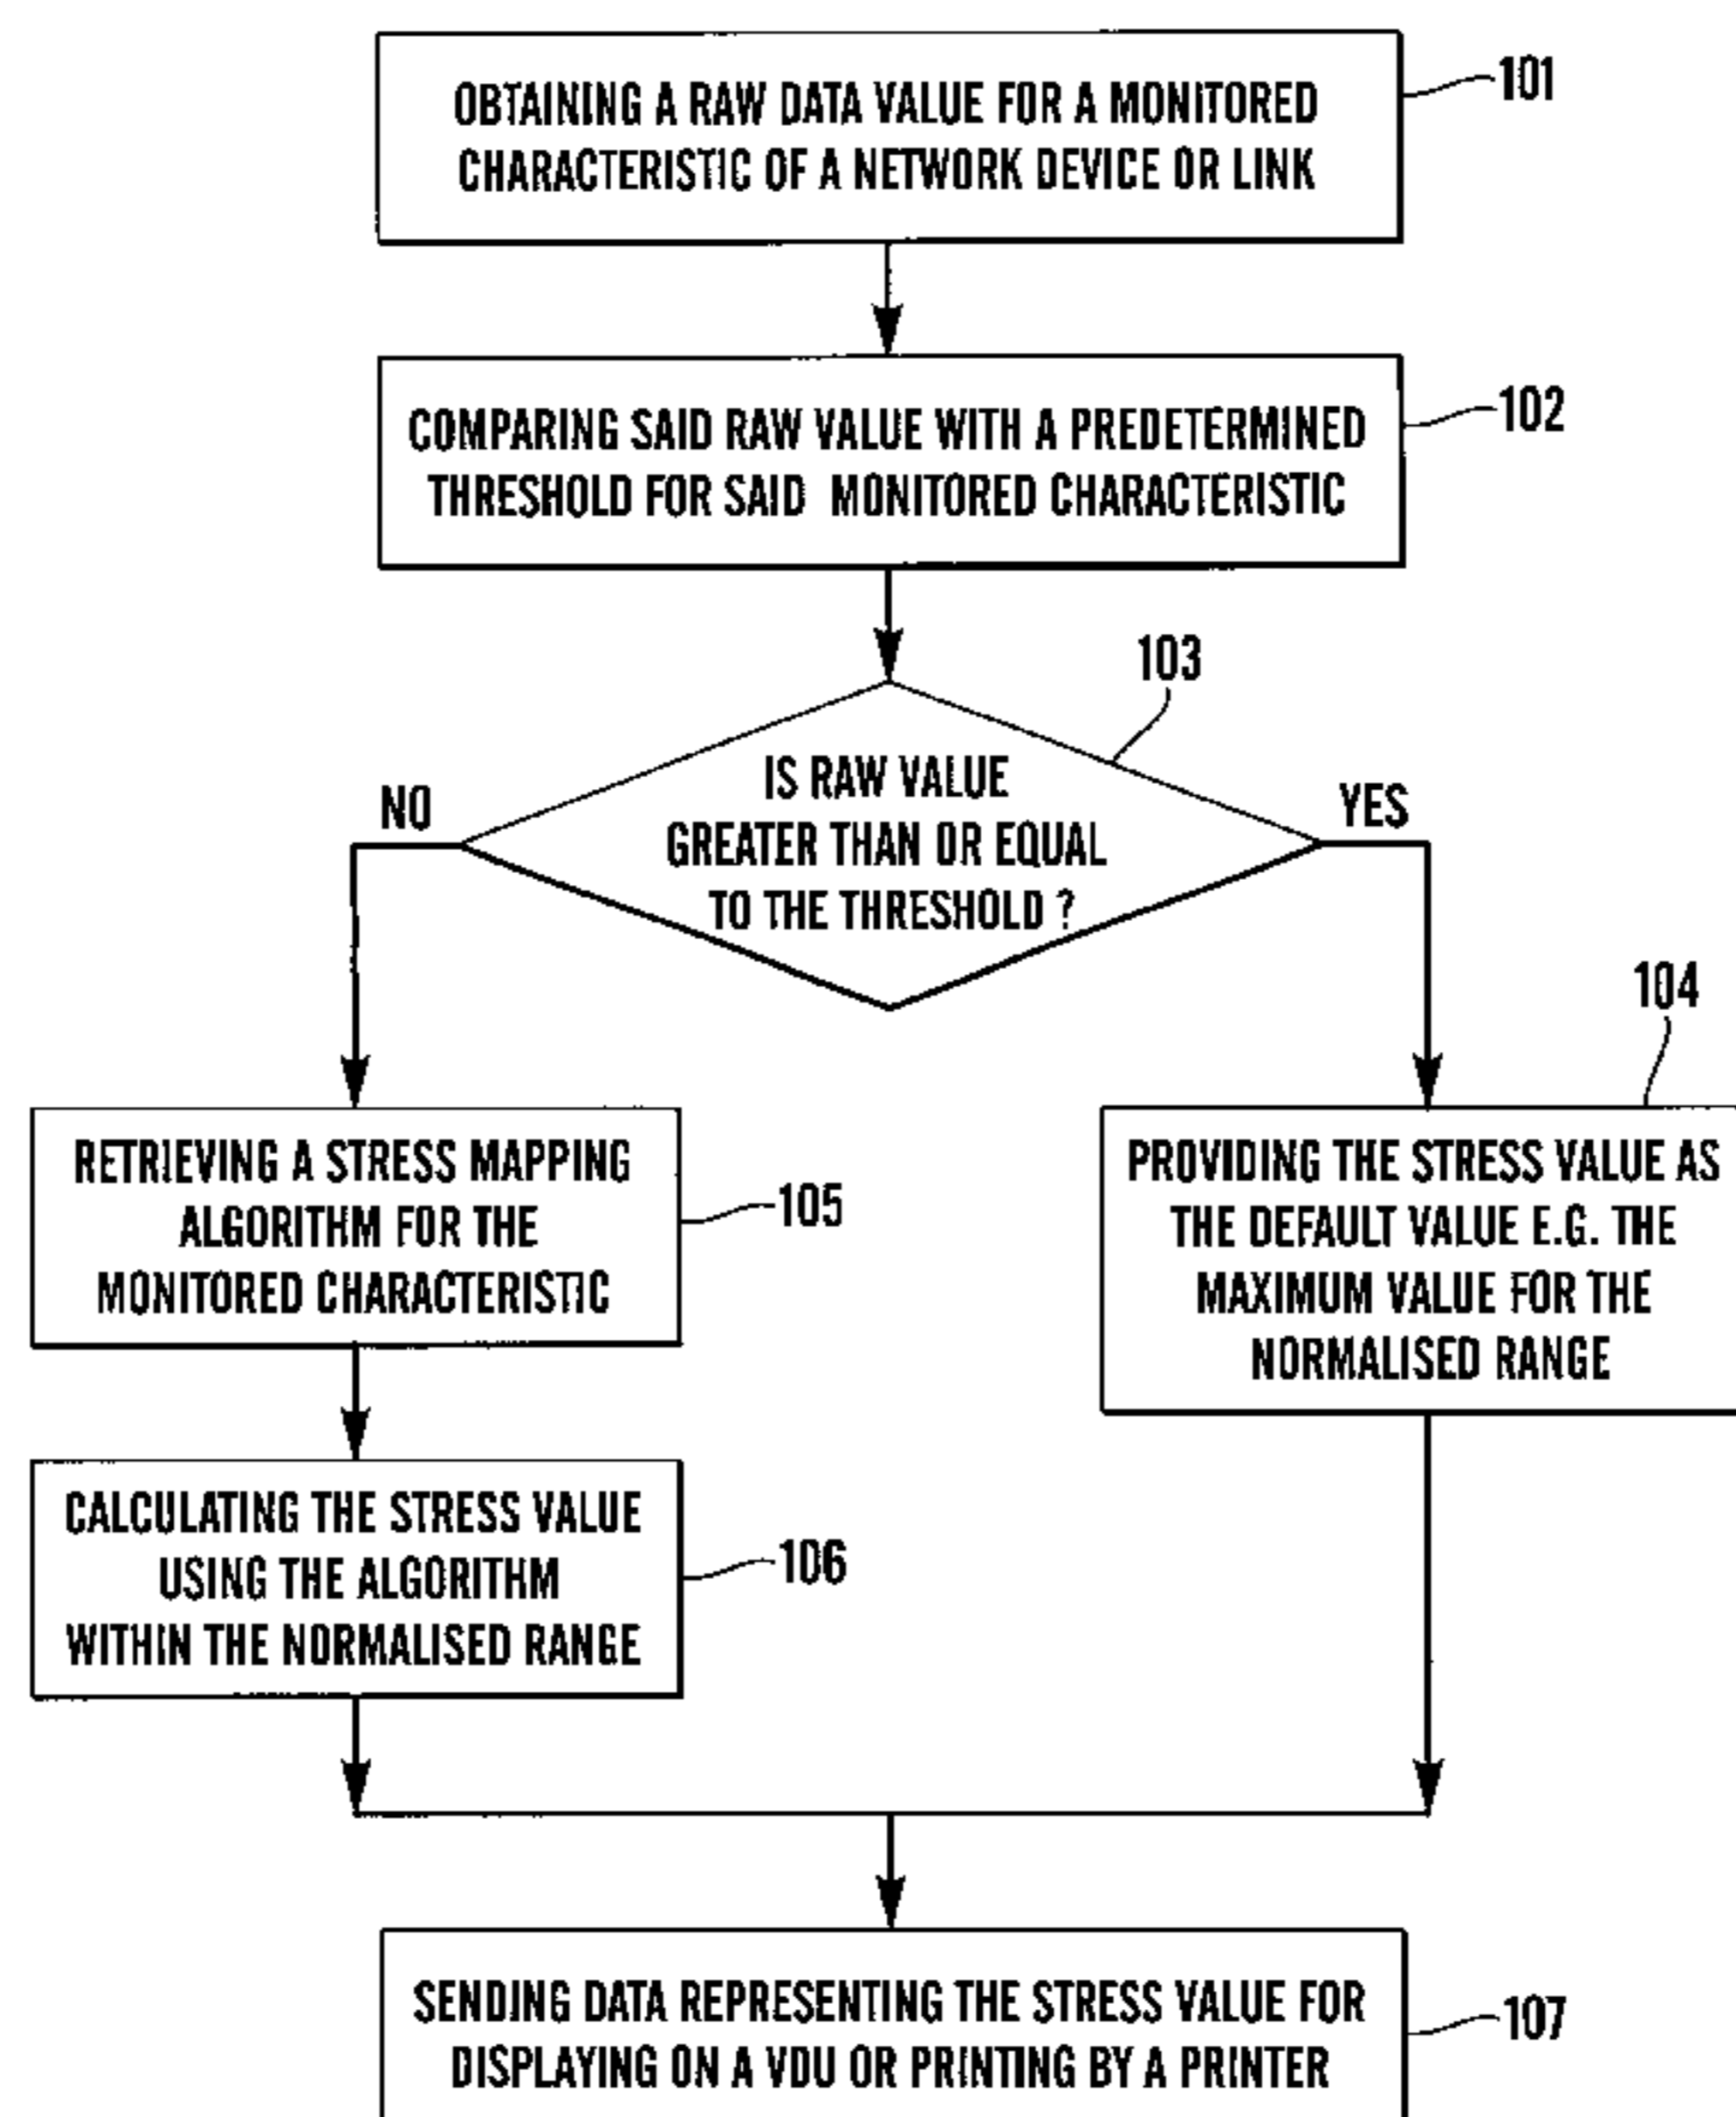 OBTAINING A RAW DATA VALUE FOR A MONITORED
CHARACTERISTIC OF A NETWORK DEVICE OR LINK
101
COMPARING SAID RAW VALUE WITH A PREDETERMINED
THRESHOLD FOR SAID MONITORED CHARACTERISTIC
102
103
IS RAW VALUE
GREATER THAN OR EQUAL
TO THE THRESHOLD ?
NO
YES
104
RETRIEVING A STRESS MAPPING
ALGORITHM FOR THE
MONITORED CHARACTERISTIC
105
PROVIDING THE STRESS VALUE AS
THE DEFAULT VALUE E.G. THE
MAXIMUM VALUE FOR THE
NORMALISED RANGE
CALCULATING THE STRESS VALUE
USING THE ALGORITHM
WITHIN THE NORMALISED RANGE
106
SENDING DATA REPRESENTING THE STRESS VALUE FOR
DISPLAYING ON A VDU OR PRINTING BY A PRINTER
107